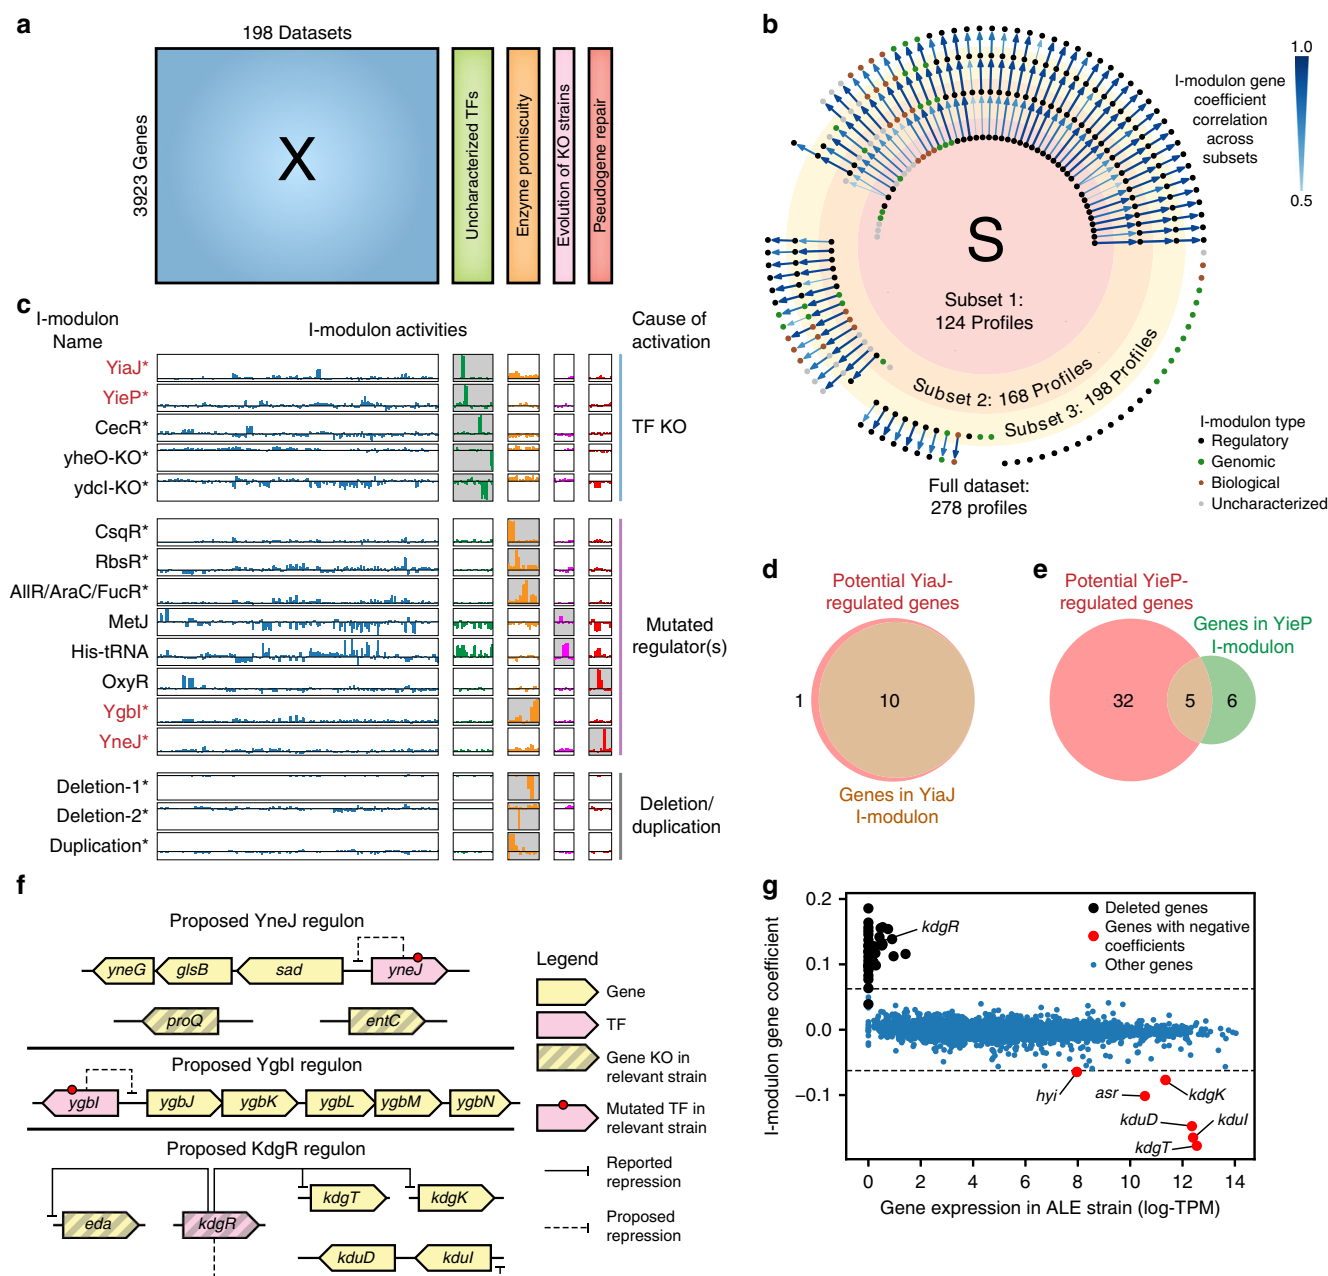 a
198 Datasets
3923 Genes
X
Uncharacterized TFs
Enzyme promiscuity
Evolution of KO strains
Pseudogene repair
b
S
Subset 1:
124 Profiles
Subset 2: 168 Profiles
Subset 3: 198 Profiles
Full dataset:
278 profiles
I-modulon gene
coefficient
correlation
across
subsets
1.0
0.5
I-modulon type
Regulatory
Genomic
Biological
Uncharacterized
c
I-modulon
Name
I-modulon activities
Cause of
activation
YiaJ*
YieP*
CecR*
yheO-KO*
ydcI-KO*
TF KO
CsqR*
RbsR*
AllR/AraC/FucR*
MetJ
His-tRNA
OxyR
YgbI*
YneJ*
Mutated
regulator(s)
Deletion-1*
Deletion-2*
Duplication*
Deletion/
duplication
d
Potential YiaJ-
regulated genes
1
10
Genes in YiaJ
I-modulon
e
Potential YieP-
regulated genes
Genes in YieP
I-modulon
32
5
6
f
Proposed YneJ regulon
yneG
glsB
sad
yneJ
proQ
entC
Proposed YgbI regulon
ygbI
ygbJ
ygbK
ygbL
ygbM
ygbN
Proposed KdgR regulon
kdgT
kdgK
eda
kdgR
kduD
kduI
Legend
Gene
TF
Gene KO in
relevant strain
Mutated TF in
relevant strain
Reported
repression
Proposed
repression
g
I-modulon gene coefficient
0.2
0.1
0.0
−0.1
Deleted genes
Genes with negative
coefficients
Other genes
kdgR
hyi
asr
kdgK
kduD
kduI
kdgT
0 2 4 6 8 10 12 14
Gene expression in ALE strain (log-TPM)